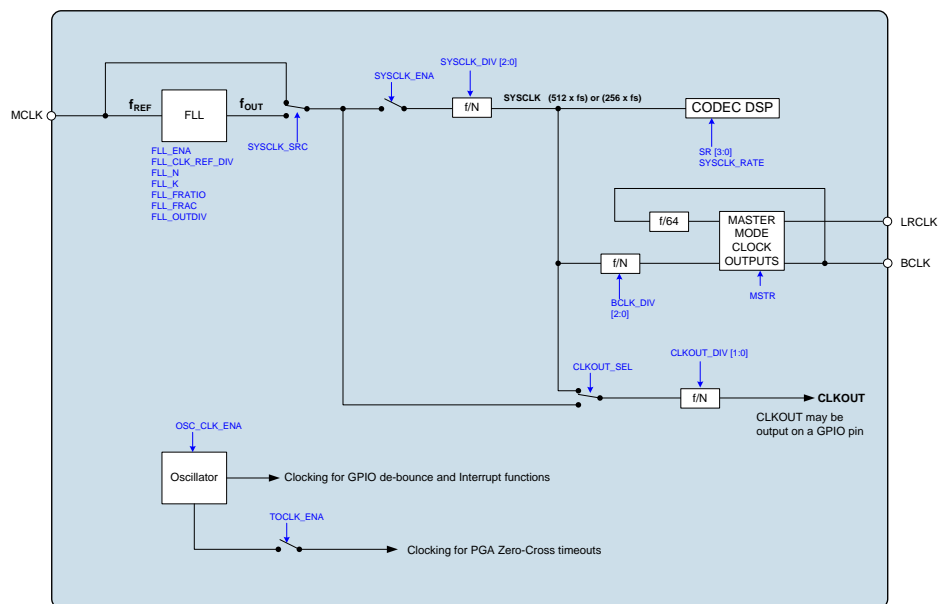 SYSCLK_DIV [2:0]
SYSCLK_ENA
MCLK
fREF
FLL
fOUT
f/N
SYSCLK (512 x fs) or (256 x fs)
CODEC DSP
SYSCLK_SRC
FLL_ENA
FLL_CLK_REF_DIV
FLL_N
FLL_K
FLL_FRATIO
FLL_FRAC
FLL_OUTDIV
SR [3:0]
SYSCLK_RATE
f/64
MASTER
MODE
CLOCK
OUTPUTS
LRCLK
f/N
BCLK
BCLK_DIV
[2:0]
MSTR
CLKOUT_SEL
CLKOUT_DIV [1:0]
f/N
CLKOUT
CLKOUT may be
output on a GPIO pin
OSC_CLK_ENA
Oscillator
Clocking for GPIO de-bounce and Interrupt functions
TOCLK_ENA
Clocking for PGA Zero-Cross timeouts